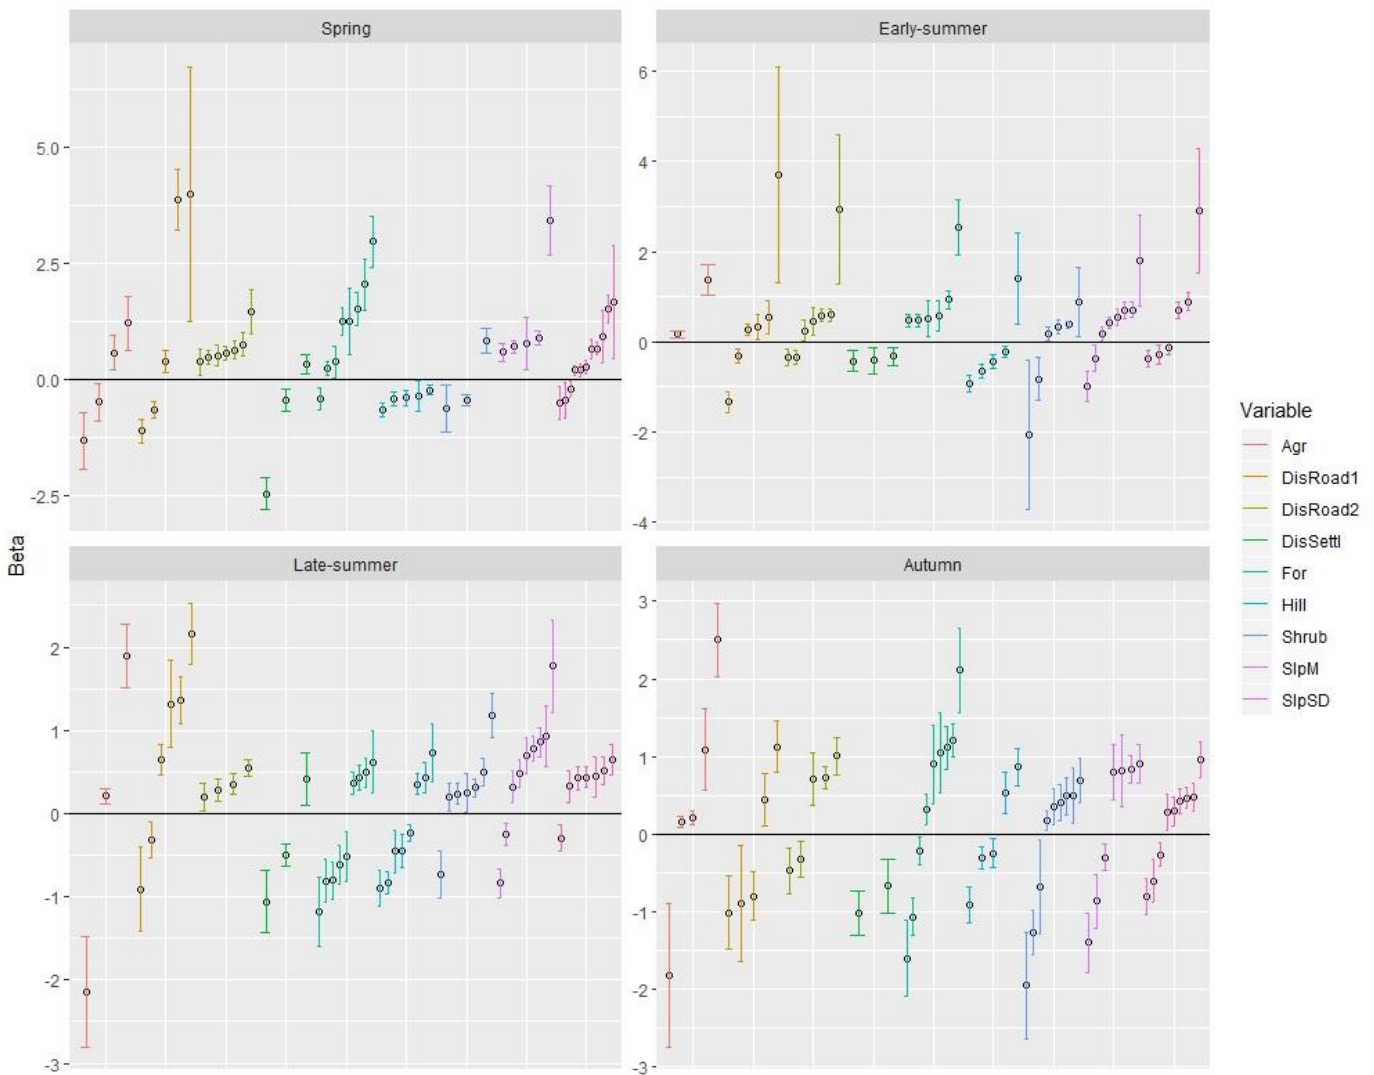 Spring
Early-summer
5.0
2.5
0.0
-2.5
6
4
2
0
-2
-4
Beta
Late-summer
Autumn
2
1
0
-1
-2
-3
3
2
1
0
-1
-2
-3
Variable
Agr
DisRoad1
DisRoad2
DisSettl
For
Hill
Shrub
SlpM
SlpSD